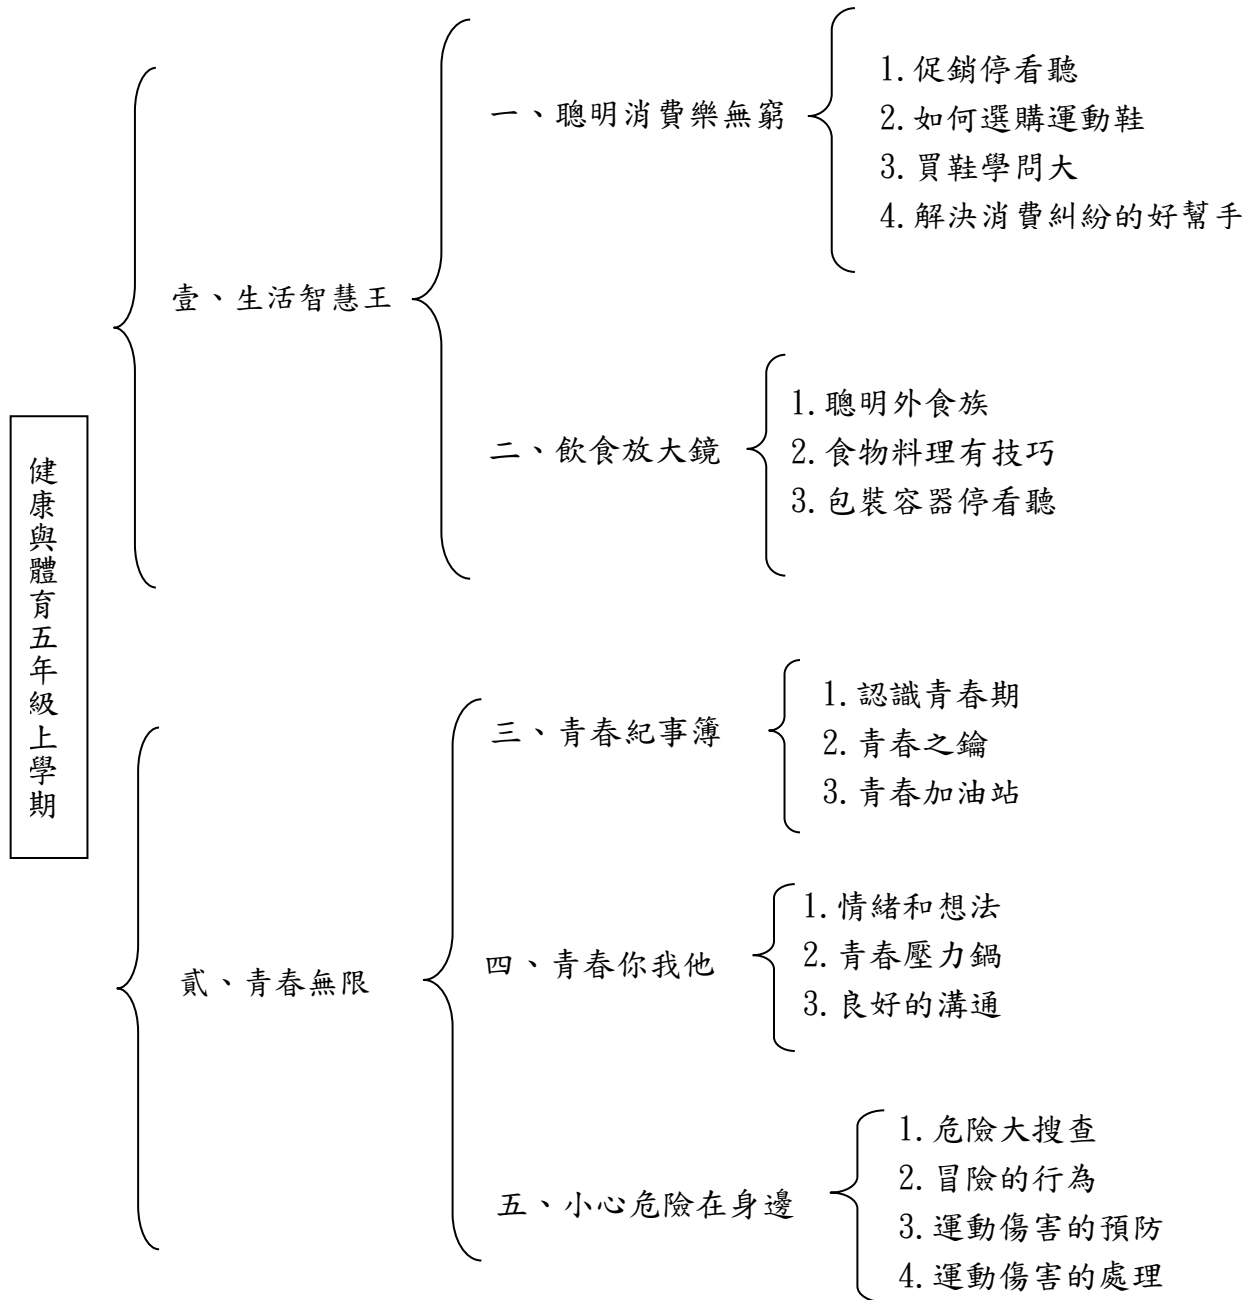 健康與體育五年級上學期
壹、生活智慧王
一、聰明消費樂無窮
1.促銷停看聽
2.如何選購運動鞋
3.買鞋學問大
4.解決消費糾紛的好幫手
二、飲食放大鏡
1.聰明外食族
2.食物料理有技巧
3.包裝容器停看聽
貳、青春無限
三、青春紀事簿
1.認識青春期
2.青春之鑰
3.青春加油站
四、青春你我他
1.情緒和想法
2.青春壓力鍋
3.良好的溝通
五、小心危險在身邊
1.危險大搜查
2.冒險的行為
3.運動傷害的預防
4.運動傷害的處理